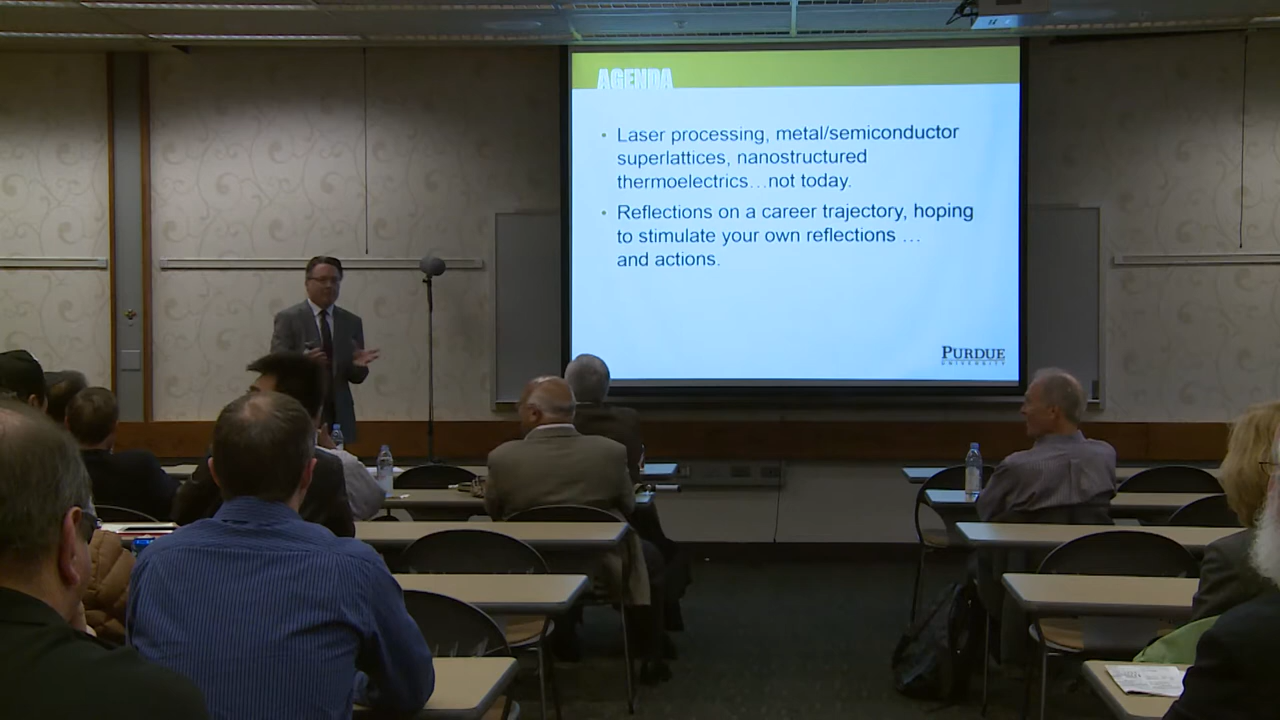 AGENDA
• Laser processing, metal/semiconductor
superlattices, nanostructured
thermoelectrics…not today.
• Reflections on a career trajectory, hoping
to stimulate your own reflections …
and actions.
PURDUE
UNIVERSITY